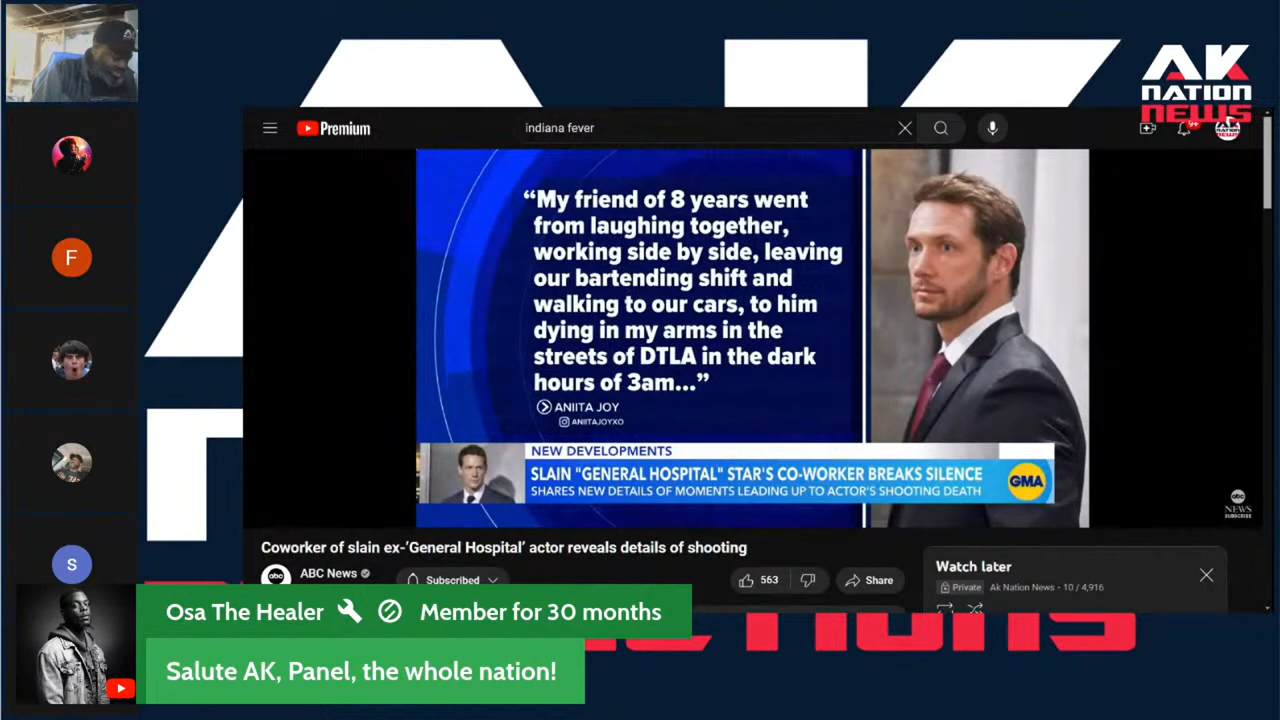 AK
NATION
NEWS
Premium
indiana fever
9+
“My friend of 8 years went
from laughing together,
working side by side, leaving
our bartending shift and
walking to our cars, to him
dying in my arms in the
streets of DTLA in the dark
hours of 3am...”
ANIITA JOY
ANIITAJOYXO
NEW DEVELOPMENTS
SLAIN "GENERAL HOSPITAL" STAR'S CO-WORKER BREAKS SILENCE
SHARES NEW DETAILS OF MOMENTS LEADING UP TO ACTOR'S SHOOTING DEATH
GMA
abc
NEWS
SUBSCRIBE
F
S
Coworker of slain ex-'General Hospital' actor reveals details of shooting
abc
ABC News
Subscribed
563
Share
Watch later
Private
Ak Nation News - 10 / 4,916
Osa The Healer
Member for 30 months
Salute AK, Panel, the whole nation!